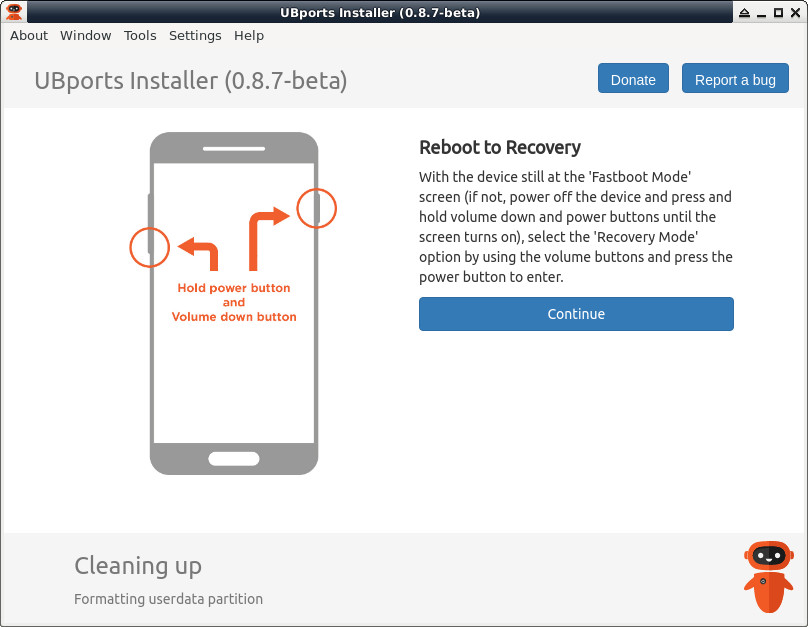 UBports Installer (0.8.7-beta)
About Window Tools Settings Help
UBports Installer (0.8.7-beta)
Donate
Report a bug
Hold power button
and
Volume down button
Reboot to Recovery
With the device still at the 'Fastboot Mode'
screen (if not, power off the device and press and
hold volume down and power buttons until the
screen turns on), select the 'Recovery Mode'
option by using the volume buttons and press the
power button to enter.
Continue
Cleaning up
Formatting userdata partition